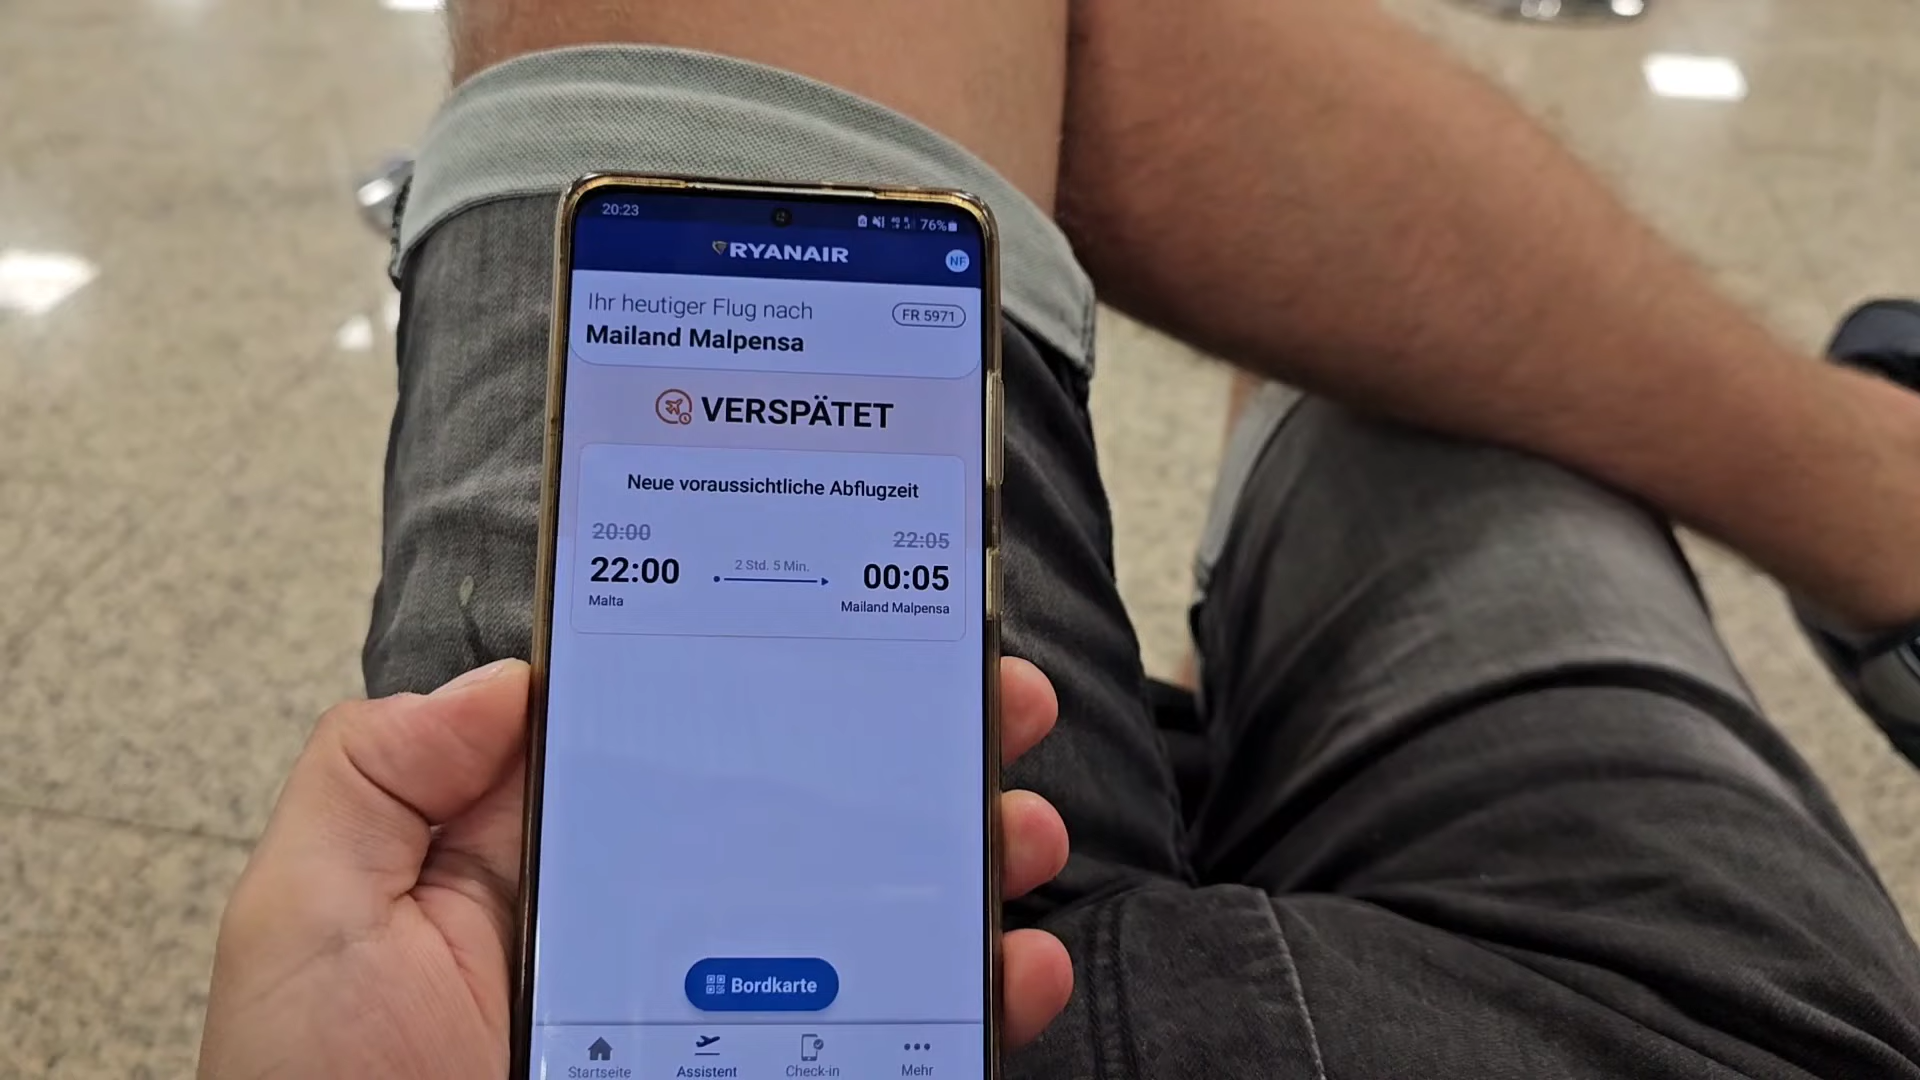 20:23
76%
RYANAIR
NF
Ihr heutiger Flug nach
FR 5971
Mailand Malpensa
VERSPÄTET
Neue voraussichtliche Abflugzeit
20:00
22:05
22:00
2 Std. 5 Min.
00:05
Malta
Mailand Malpensa
Bordkarte
Startseite
Assistent
Check-in
Mehr